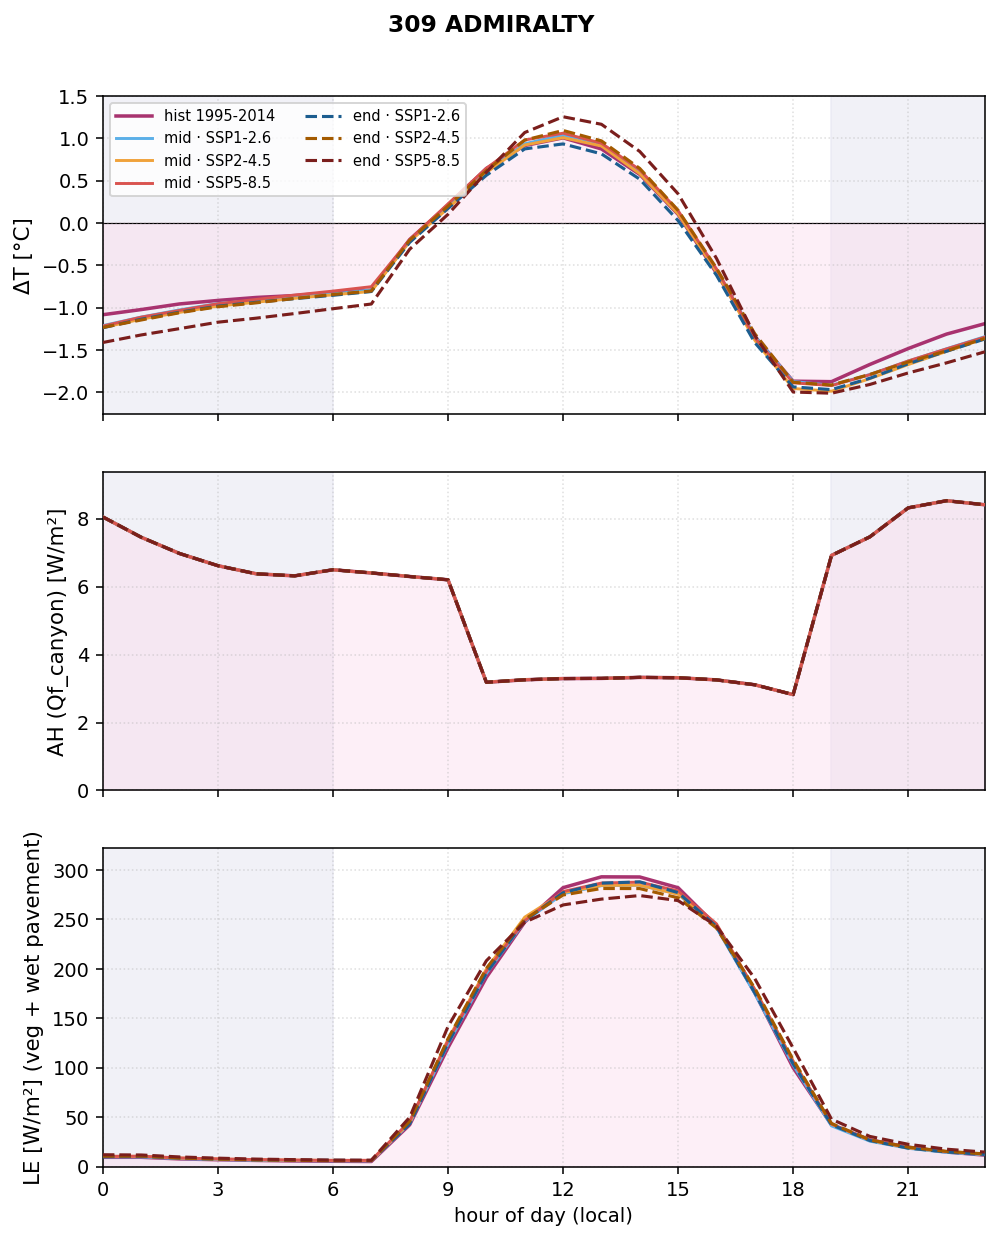 309 ADMIRALTY
hist 1995-2014
mid · SSP1-2.6
mid · SSP2-4.5
mid · SSP5-8.5
end · SSP1-2.6
end · SSP2-4.5
end · SSP5-8.5
ΔT [°C]
1.5
1.0
0.5
0.0
−0.5
−1.0
−1.5
−2.0
AH (Qf_canyon) [W/m²]
8
6
4
2
0
LE [W/m²] (veg + wet pavement)
300
250
200
150
100
50
0
0 3 6 9 12 15 18 21
hour of day (local)